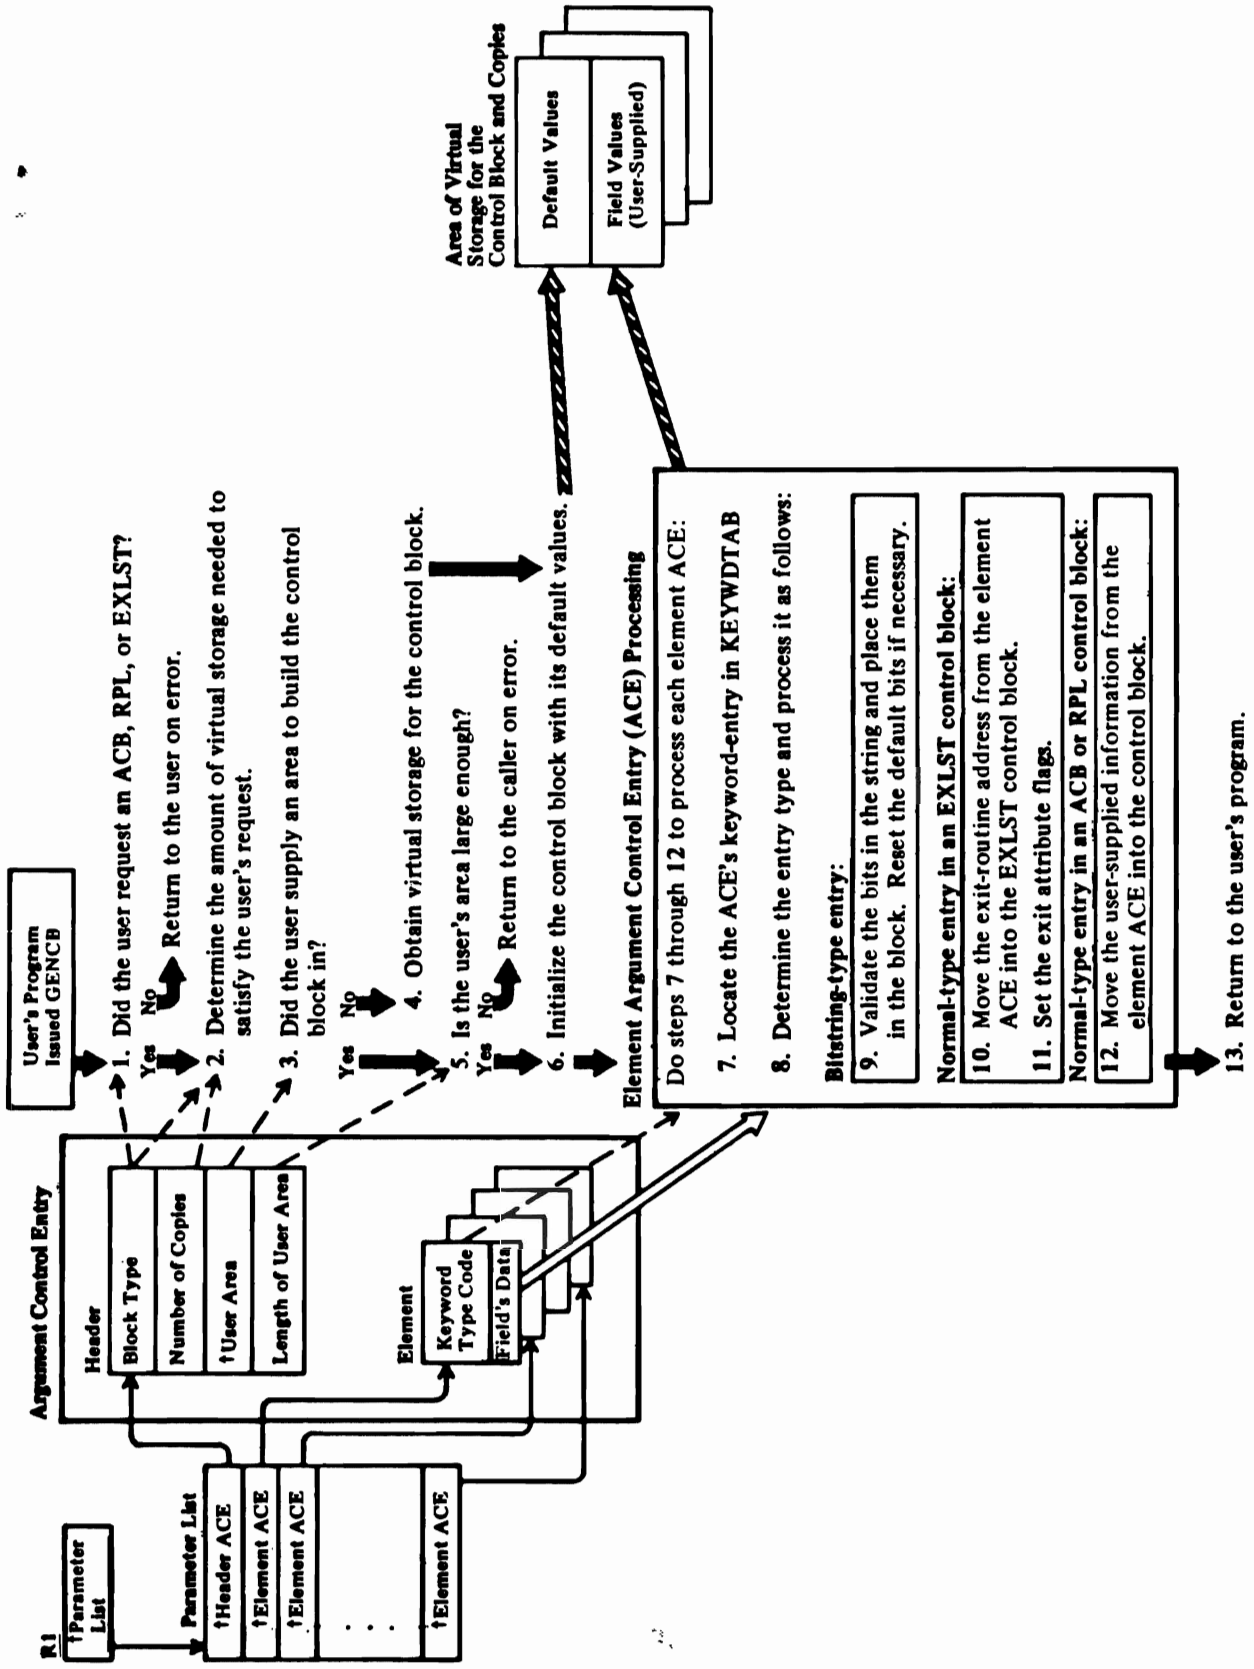 R1
↑Parameter
List
Parameter List
↑Header ACE
↑Element ACE
↑Element ACE
. . .
↑Element ACE
Argument Control Entry
Header
Block Type
Number of Copies
↑User Area
Length of User Area
Element
Keyword
Type Code
Field's Data
User's Program
Issued GENCB
1. Did the user request an ACB, RPL, or EXLST?
Yes No
Return to the user on error.
2. Determine the amount of virtual storage needed to
satisfy the user's request.
3. Did the user supply an area to build the control
block in?
Yes No
4. Obtain virtual storage for the control block.
5. Is the user's area large enough?
Yes No
Return to the caller on error.
6. Initialize the control block with its default values.
Element Argument Control Entry (ACE) Processing
Do steps 7 through 12 to process each element ACE:
7. Locate the ACE's keyword-entry in KEYWDTAB
8. Determine the entry type and process it as follows:
Bitstring-type entry:
9. Validate the bits in the string and place them
in the block. Reset the default bits if necessary.
Normal-type entry in an EXLST control block:
10. Move the exit-routine address from the element
ACE into the EXLST control block.
11. Set the exit attribute flags.
Normal-type entry in an ACB or RPL control block:
12. Move the user-supplied information from the
element ACE into the control block.
13. Return to the user's program.
Area of Virtual
Storage for the
Control Block and Copies
Default Values
Field Values
(User-Supplied)